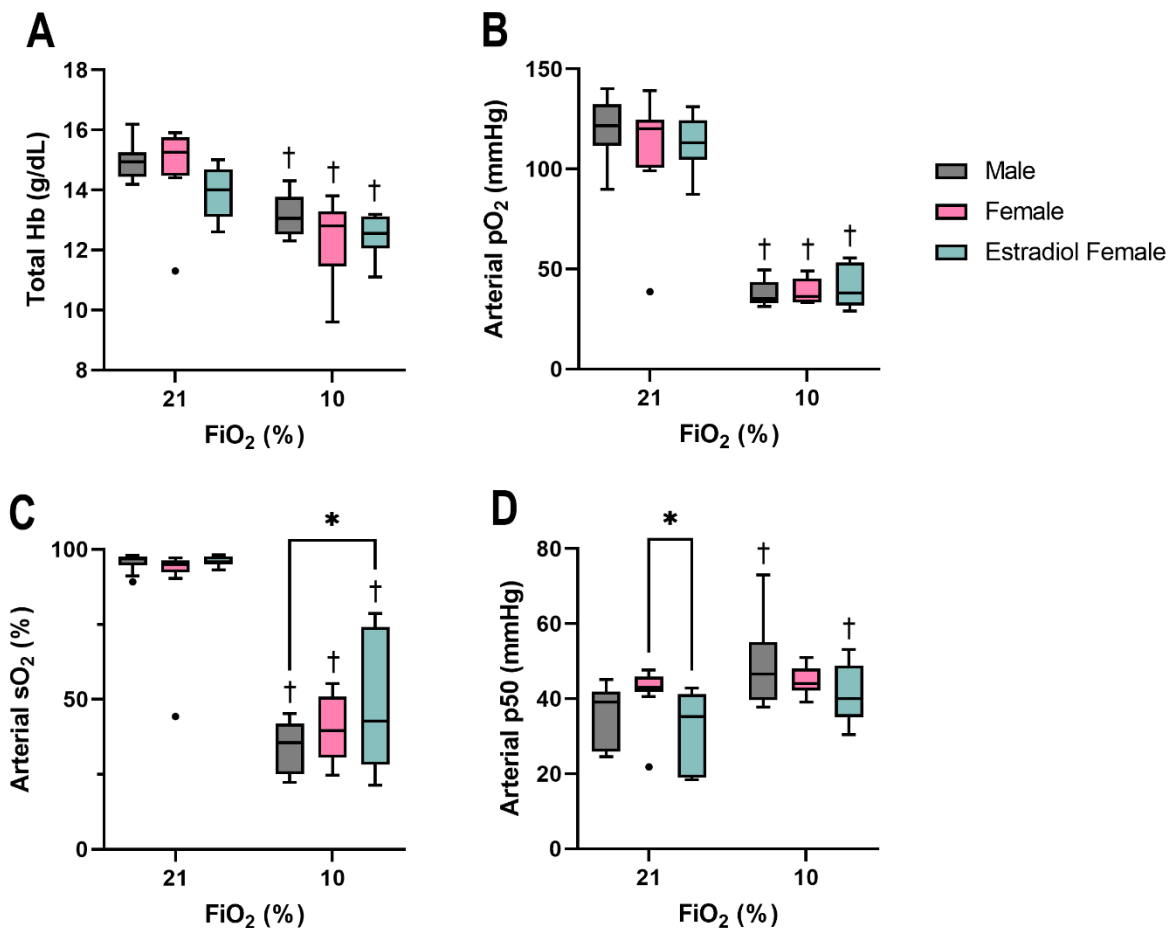 A
Total Hb (g/dL)
18
16
14
12
10
8
† † †
21 10
FiO2 (%)
B
Arterial pO2 (mmHg)
150
100
50
0
† † †
21 10
FiO2 (%)
Male
Female
Estradiol Female
C
Arterial sO2 (%)
100
50
0
*
† † †
21 10
FiO2 (%)
D
Arterial p50 (mmHg)
80
60
40
20
0
*
† †
21 10
FiO2 (%)